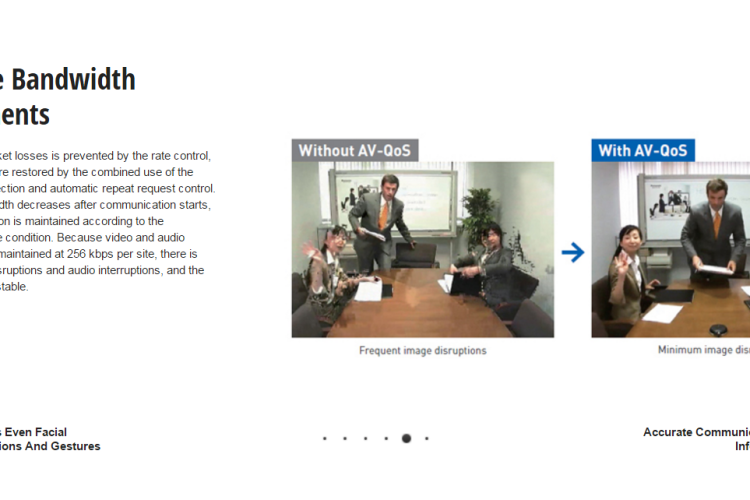 e Bandwidth
ents
ket losses is prevented by the rate control,
re restored by the combined use of the
ection and automatic repeat request control.
dth decreases after communication starts,
on is maintained according to the
e condition. Because video and audio
maintained at 256 kbps per site, there is
sruptions and audio interruptions, and the
stable.
Without AV-QoS
Frequent image disruptions
With AV-QoS
Minimum image dis
s Even Facial
ions And Gestures
Accurate Communic
Inf